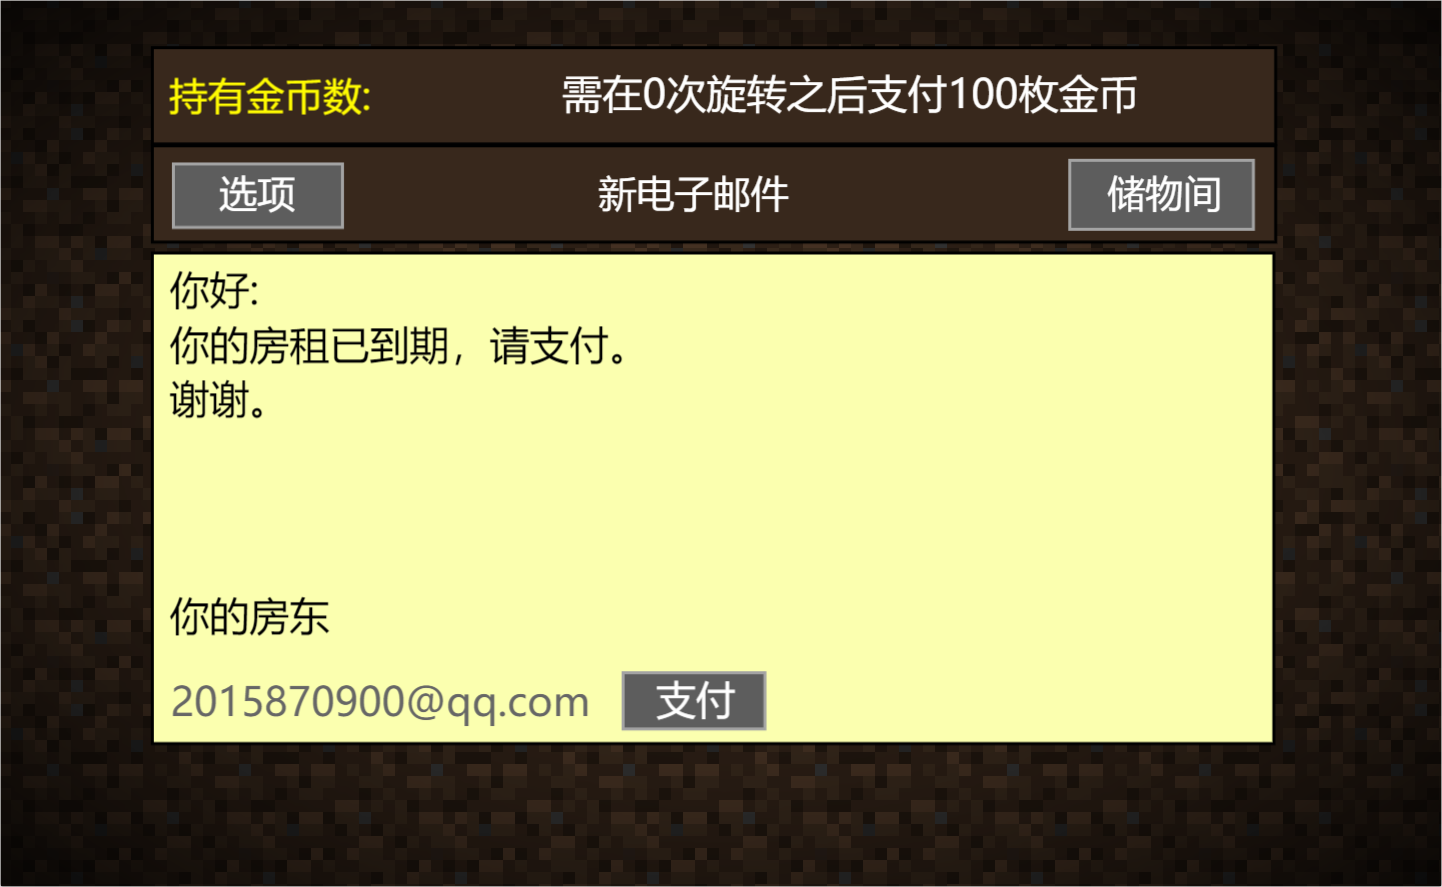 持有金币数:
需在0次旋转之后支付100枚金币
选项
新电子邮件
储物间
你好:
你的房租已到期，请支付。
谢谢。
你的房东
2015870900@qq.com
支付